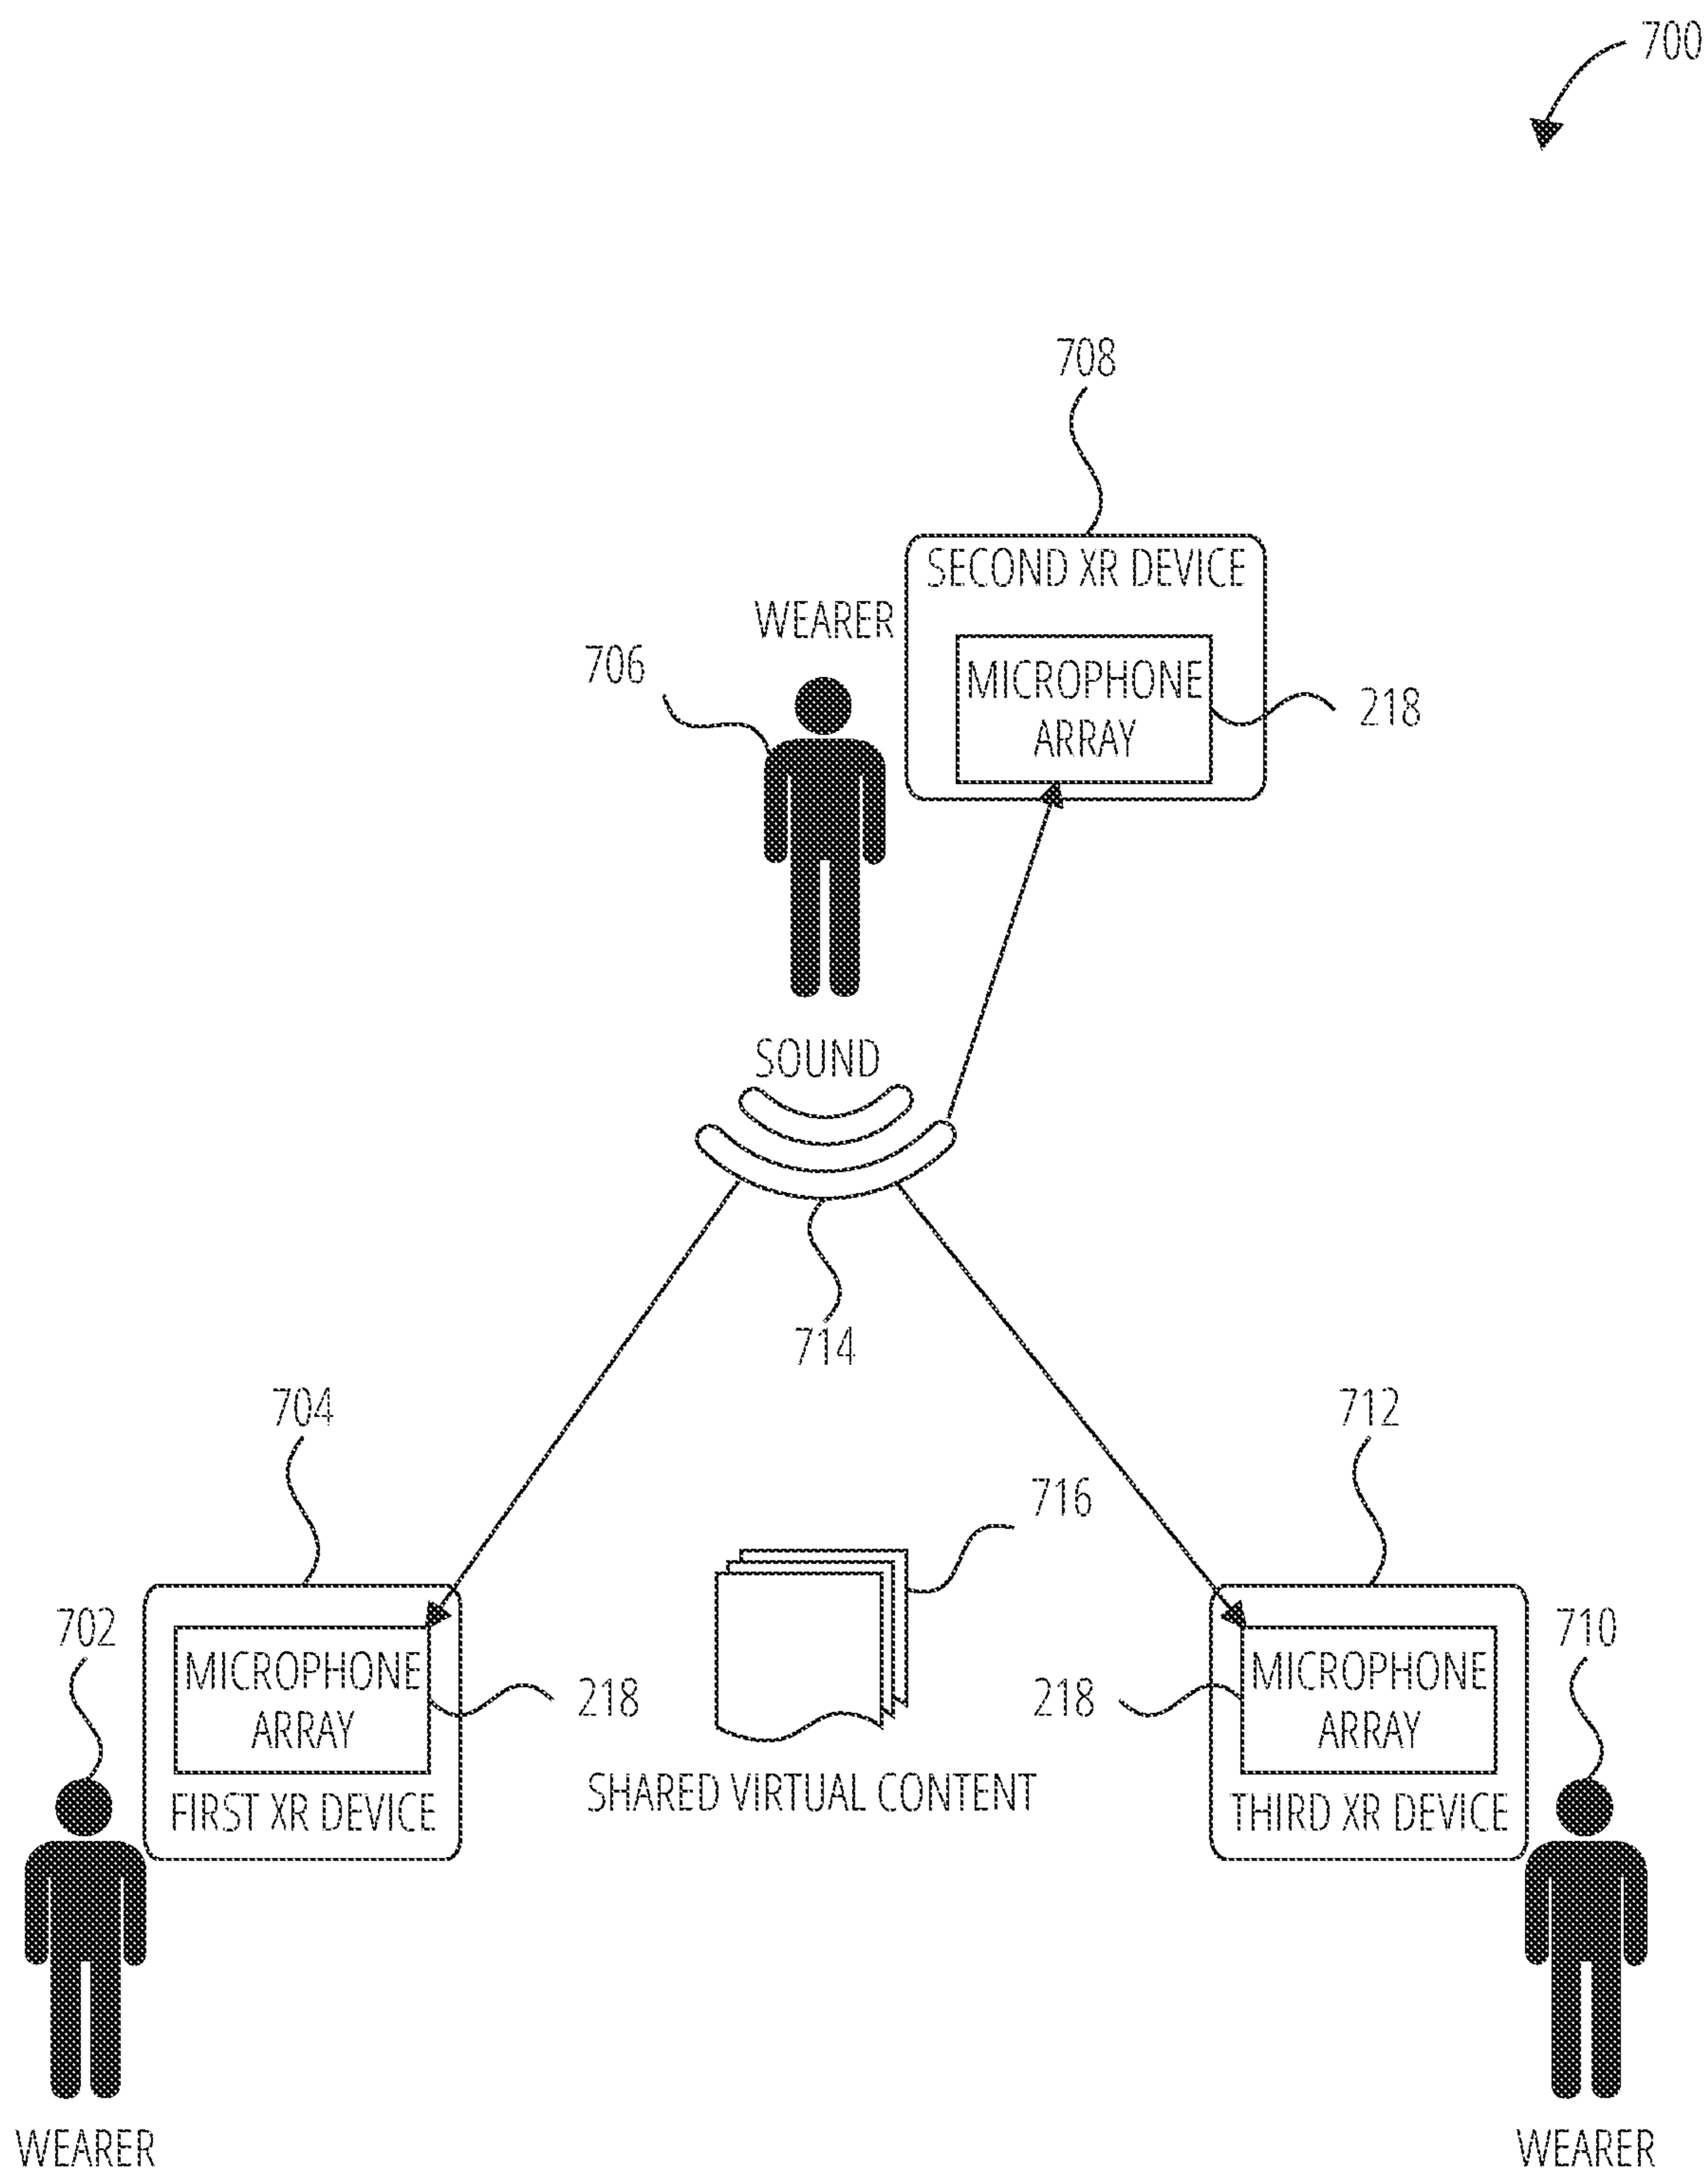 700
708
SECOND XR DEVICE
WEARER
706
MICROPHONE
ARRAY
218
SOUND
714
704
712
716
702
710
MICROPHONE
ARRAY
218
218
MICROPHONE
ARRAY
SHARED VIRTUAL CONTENT
FIRST XR DEVICE
THIRD XR DEVICE
WEARER
WEARER